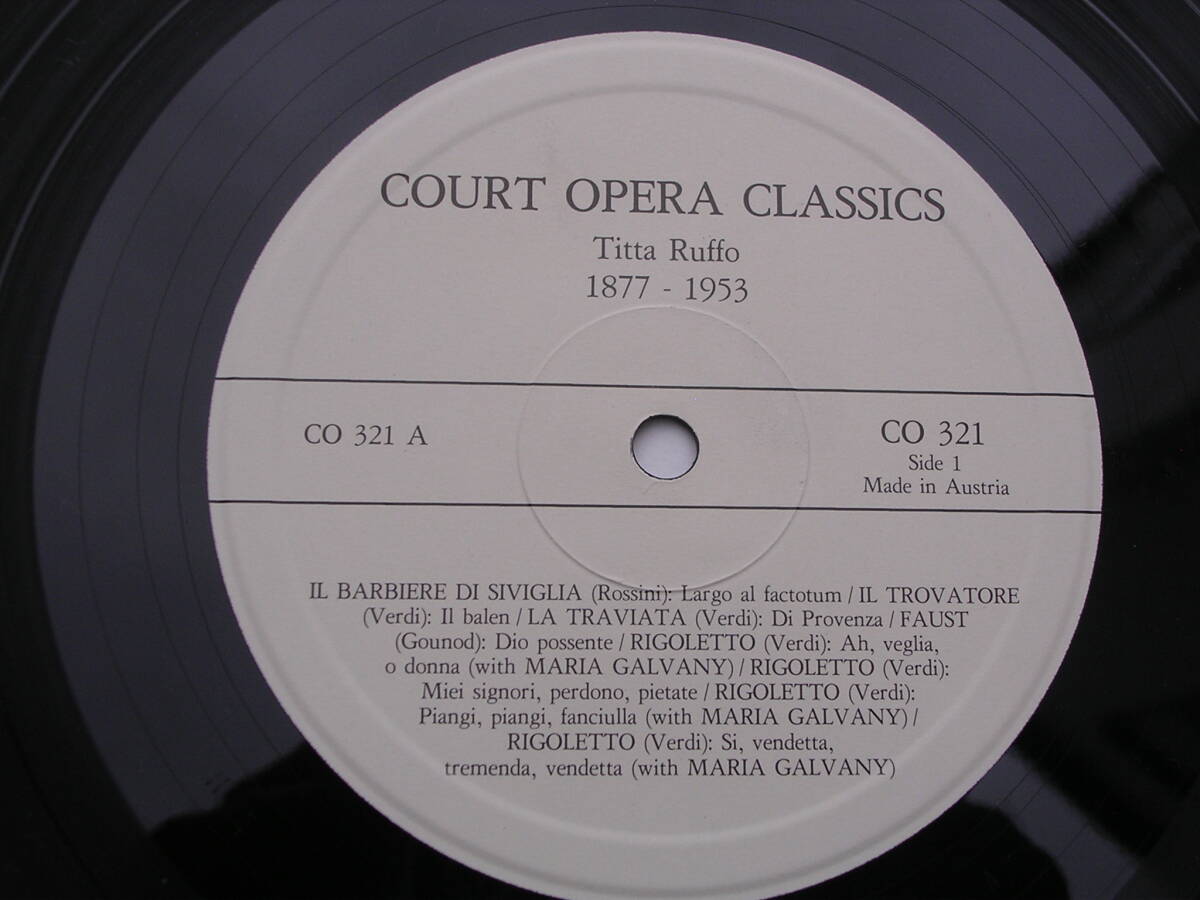 COURT OPERA CLASSICS
Titta Ruffo
1877 - 1953
CO 321 A
CO 321
Side 1
Made in Austria
IL BARBIERE DI SIVIGLIA (Rossini): Largo al factotum / IL TROVATORE
(Verdi): Il balen / LA TRAVIATA (Verdi): Di Provenza / FAUST
(Gounod): Dio possente / RIGOLETTO (Verdi): Ah, veglia,
o donna (with MARIA GALVANY) / RIGOLETTO (Verdi):
Miei signori, perdono, pietate / RIGOLETTO (Verdi):
Piangi, piangi, fanciulla (with MARIA GALVANY) /
RIGOLETTO (Verdi): Si, vendetta,
tremenda, vendetta (with MARIA GALVANY)